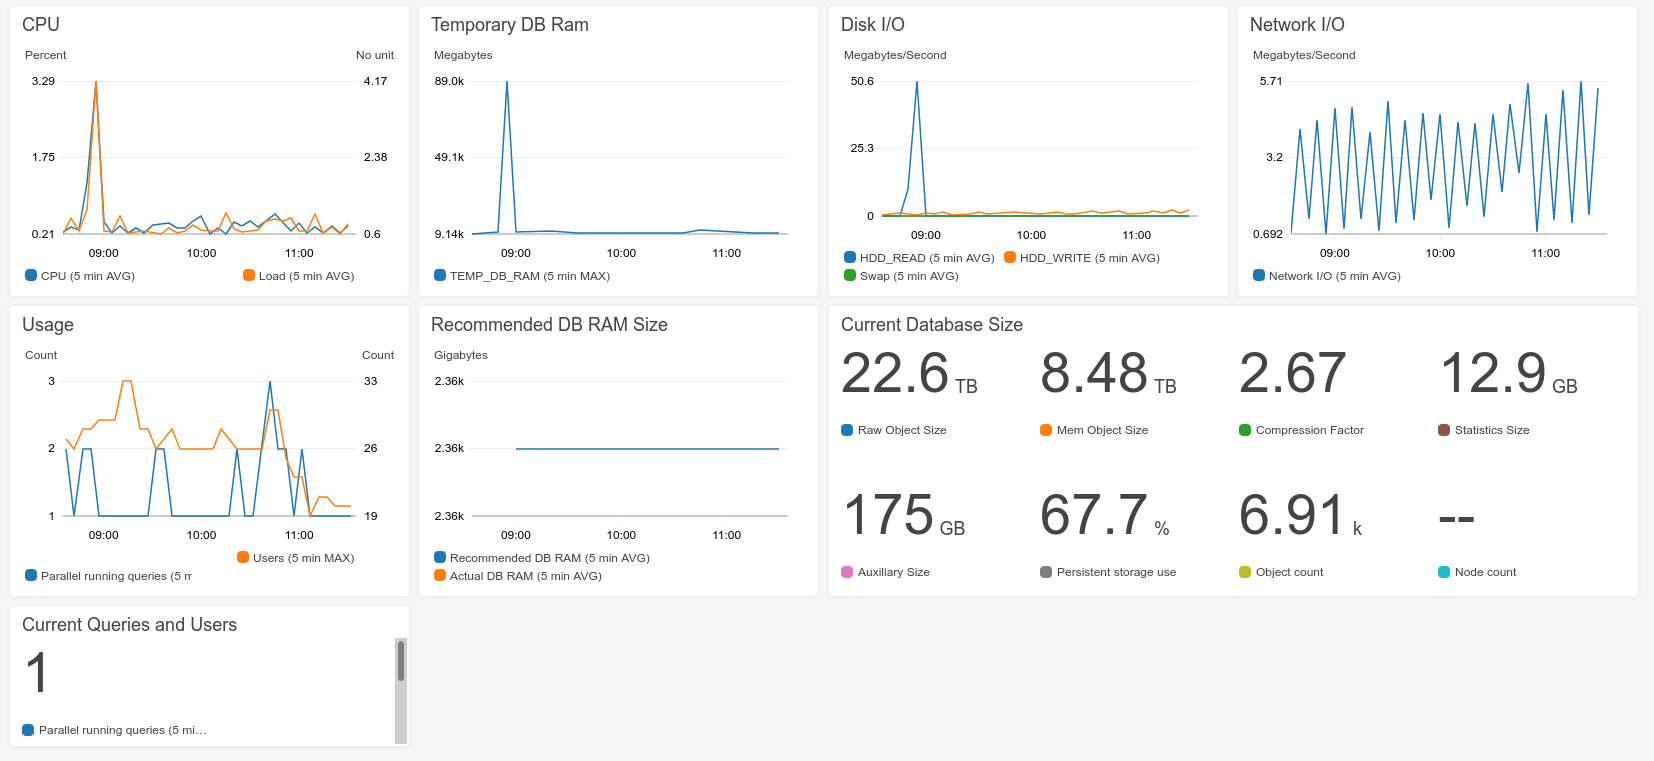 CPU
Percent No unit
3.29 4.17
1.75 2.38
0.21 0.6
09:00 10:00 11:00
CPU (5 min AVG) Load (5 min AVG)
Temporary DB Ram
Megabytes
89.0k
49.1k
9.14k
09:00 10:00 11:00
TEMP_DB_RAM (5 min MAX)
Disk I/O
Megabytes/Second
50.6
25.3
0
09:00 10:00 11:00
HDD_READ (5 min AVG) HDD_WRITE (5 min AVG)
Swap (5 min AVG)
Network I/O
Megabytes/Second
5.71
3.2
0.692
09:00 10:00 11:00
Network I/O (5 min AVG)
Usage
Count Count
3 33
2 26
1 19
09:00 10:00 11:00
Users (5 min MAX)
Parallel running queries (5 m
Recommended DB RAM Size
Gigabytes
2.36k
2.36k
2.36k
09:00 10:00 11:00
Recommended DB RAM (5 min AVG)
Actual DB RAM (5 min AVG)
Current Database Size
22.6 TB 8.48 TB 2.67 12.9 GB
Raw Object Size Mem Object Size Compression Factor Statistics Size
175 GB 67.7 % 6.91 k --
Auxiliary Size Persistent storage use Object count Node count
Current Queries and Users
1
Parallel running queries (5 mi...